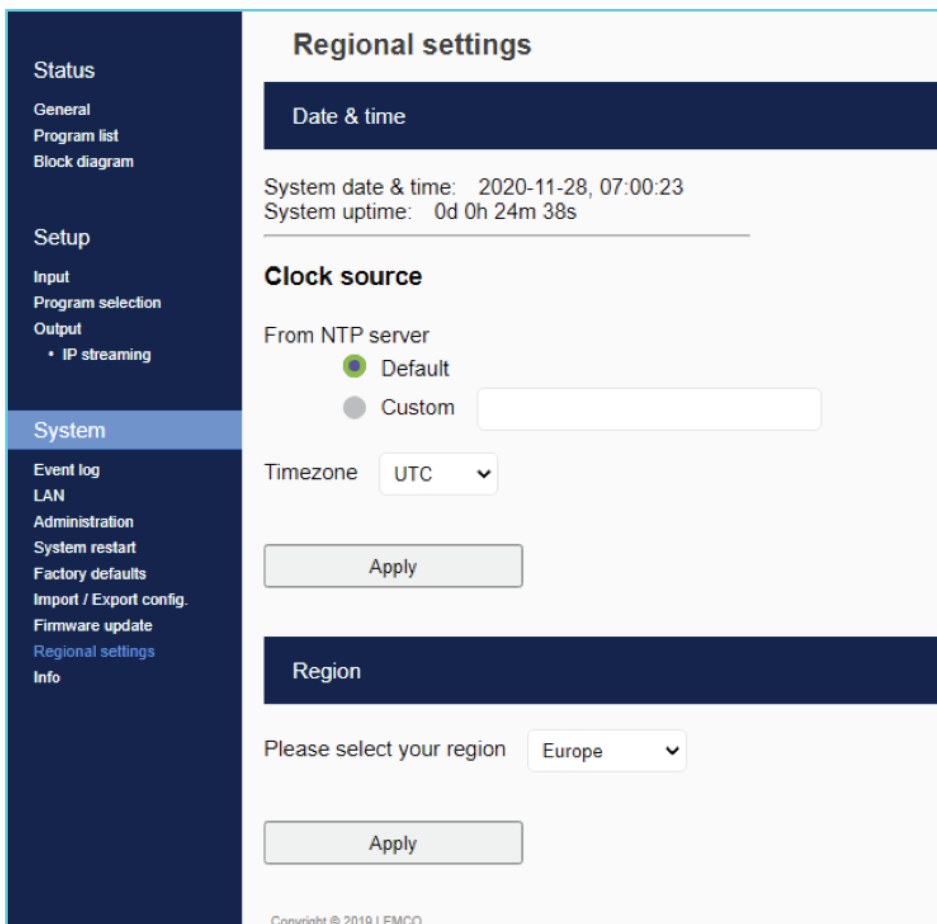 Status
General
Program list
Block diagram
Setup
Input
Program selection
Output
• IP streaming
System
Event log
LAN
Administration
System restart
Factory defaults
Import / Export config.
Firmware update
Regional settings
Info
Regional settings
Date & time
System date & time: 2020-11-28, 07:00:23
System uptime: 0d 0h 24m 38s
Clock source
From NTP server
Default
Custom
Timezone UTC
Apply
Region
Please select your region Europe
Apply
Copyright © 2019 LEMCO